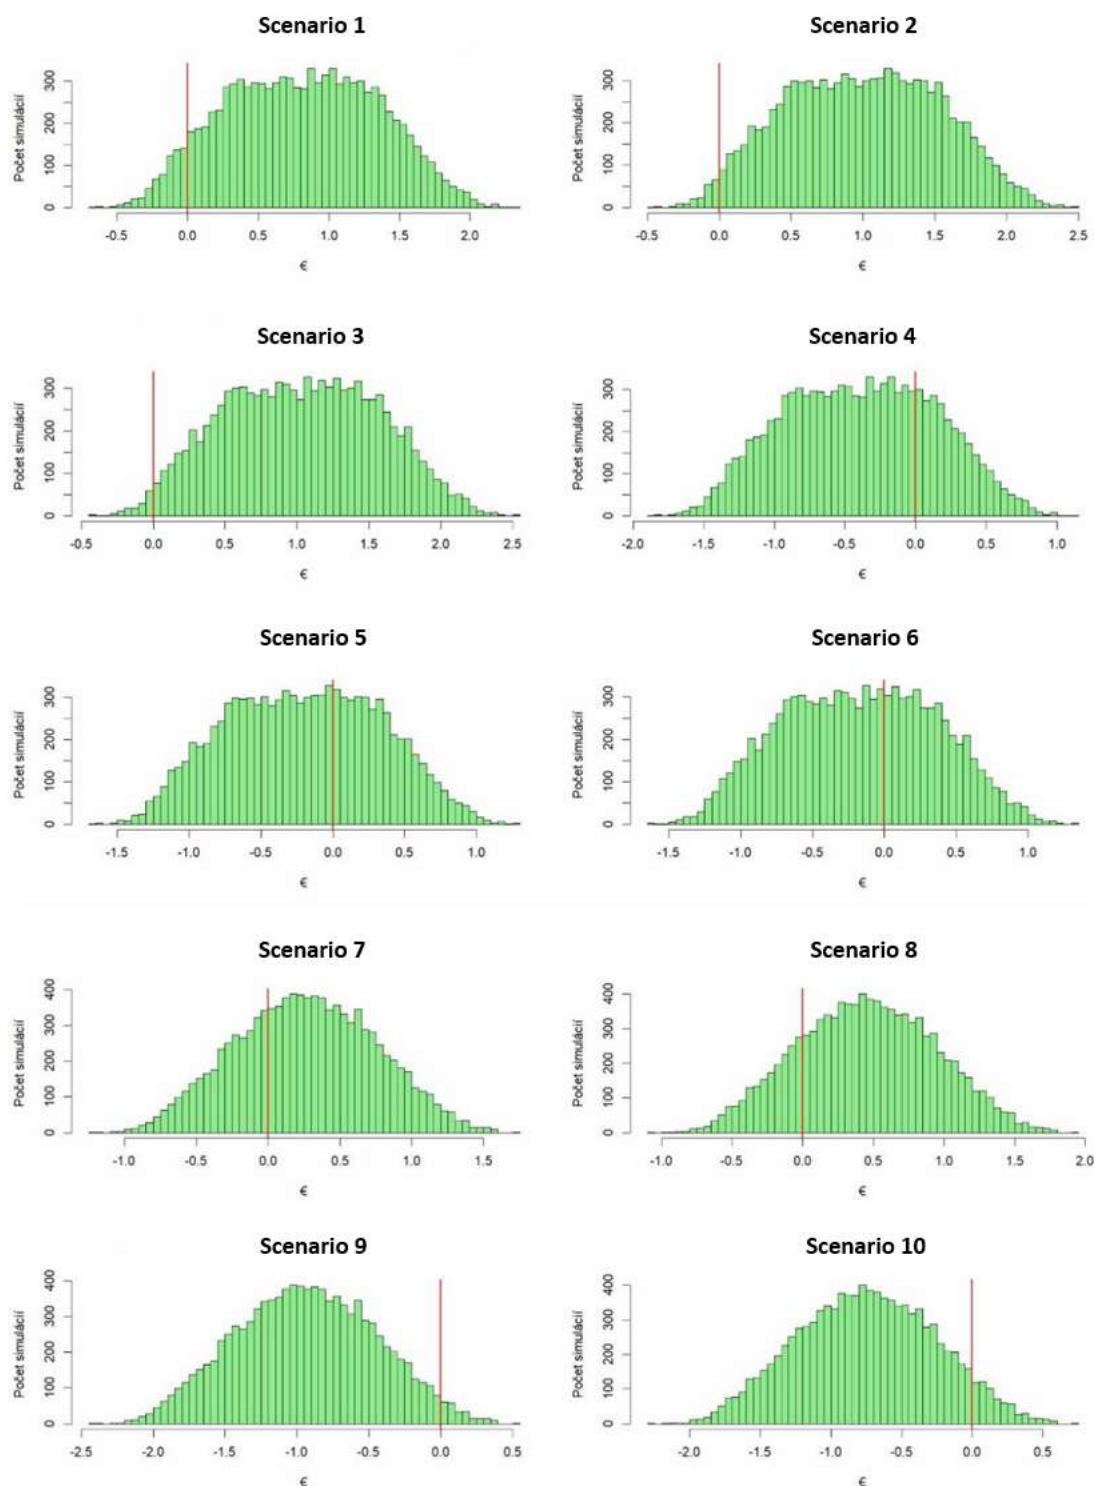 Scenario 1
Počet simulácií
0 100 200 300
-0.5 0.0 0.5 1.0 1.5 2.0
€
Scenario 2
Počet simulácií
0 100 200 300
-0.5 0.0 0.5 1.0 1.5 2.0 2.5
€
Scenario 3
Počet simulácií
0 100 200 300
-0.5 0.0 0.5 1.0 1.5 2.0 2.5
€
Scenario 4
Počet simulácií
0 100 200 300
-2.0 -1.5 -1.0 -0.5 0.0 0.5 1.0
€
Scenario 5
Počet simulácií
0 100 200 300
-1.5 -1.0 -0.5 0.0 0.5 1.0
€
Scenario 6
Počet simulácií
0 100 200 300
-1.5 -1.0 -0.5 0.0 0.5 1.0
€
Scenario 7
Počet simulácií
0 100 200 300 400
-1.0 -0.5 0.0 0.5 1.0 1.5
€
Scenario 8
Počet simulácií
0 100 200 300 400
-1.0 -0.5 0.0 0.5 1.0 1.5 2.0
€
Scenario 9
Počet simulácií
0 100 200 300 400
-2.5 -2.0 -1.5 -1.0 -0.5 0.0 0.5
€
Scenario 10
Počet simulácií
0 100 200 300 400
-2.0 -1.5 -1.0 -0.5 0.0 0.5
€